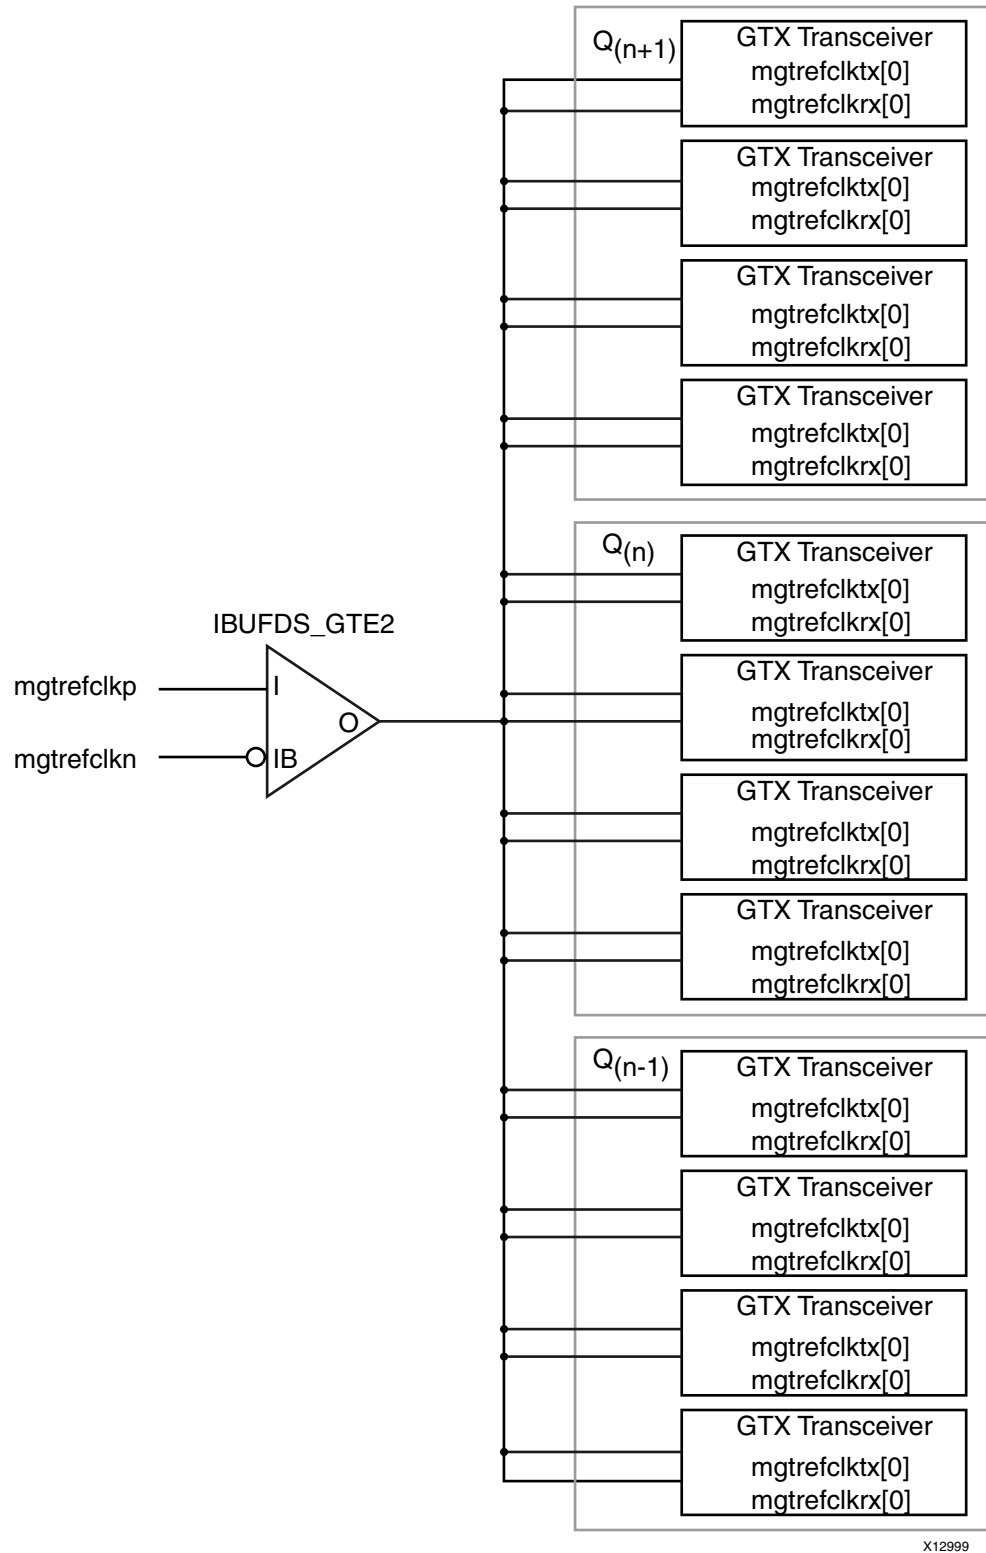 Q(n+1)
GTX Transceiver
mgtrefclktx[0]
mgtrefclkrx[0]
GTX Transceiver
mgtrefclktx[0]
mgtrefclkrx[0]
GTX Transceiver
mgtrefclktx[0]
mgtrefclkrx[0]
GTX Transceiver
mgtrefclktx[0]
mgtrefclkrx[0]
Q(n)
GTX Transceiver
mgtrefclktx[0]
mgtrefclkrx[0]
GTX Transceiver
mgtrefclktx[0]
mgtrefclkrx[0]
GTX Transceiver
mgtrefclktx[0]
mgtrefclkrx[0]
GTX Transceiver
mgtrefclktx[0]
mgtrefclkrx[0]
IBUFDS_GTE2
mgtrefclkp
I
O
mgtrefclkn
IB
Q(n-1)
GTX Transceiver
mgtrefclktx[0]
mgtrefclkrx[0]
GTX Transceiver
mgtrefclktx[0]
mgtrefclkrx[0]
GTX Transceiver
mgtrefclktx[0]
mgtrefclkrx[0]
GTX Transceiver
mgtrefclktx[0]
mgtrefclkrx[0]
X12999